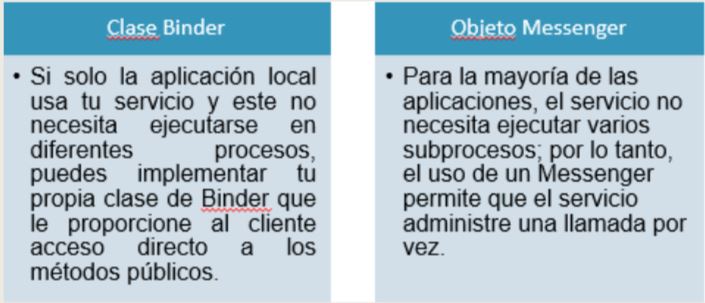 Clase Binder
• Si solo la aplicación local
usa tu servicio y este no
necesita ejecutarse en
diferentes procesos,
puedes implementar tu
propia clase de Binder que
le proporcione al cliente
acceso directo a los
métodos públicos.
Objeto Messenger
• Para la mayoría de las
aplicaciones, el servicio no
necesita ejecutar varios
subprocesos; por lo tanto,
el uso de un Messenger
permite que el servicio
administre una llamada por
vez.